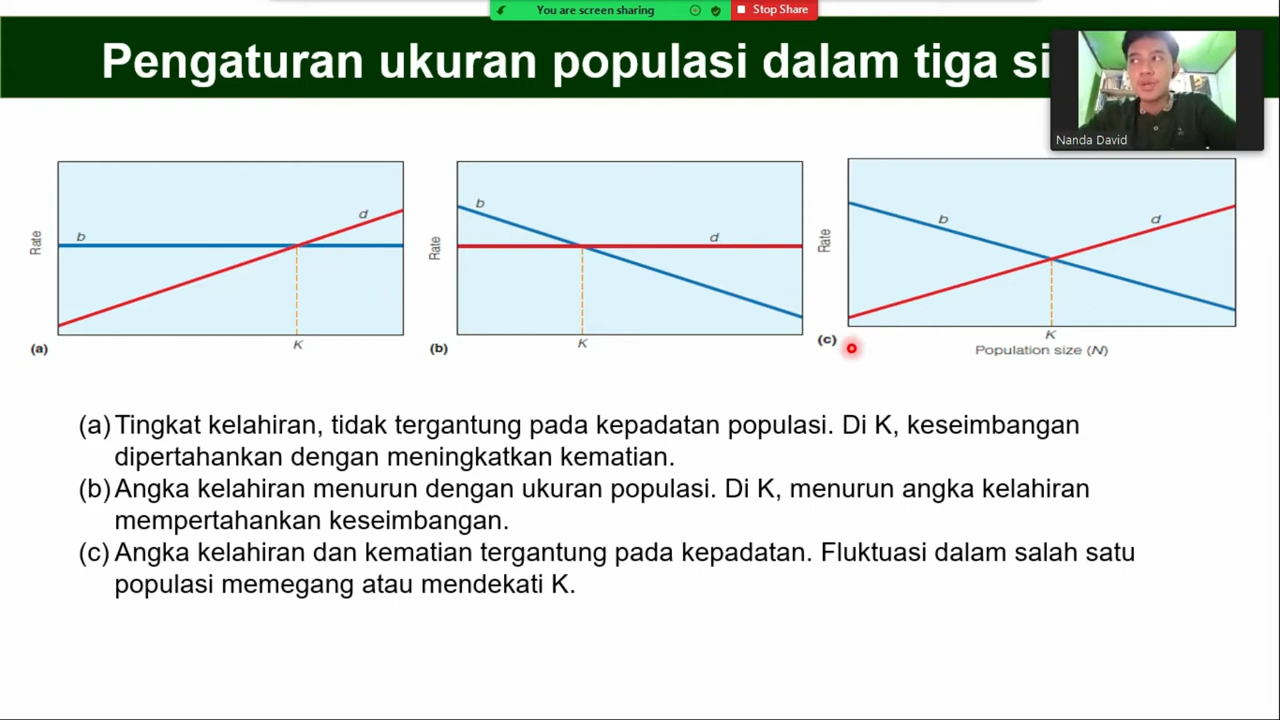 You are screen sharing
Stop Share
Pengaturan ukuran populasi dalam tiga
Nanda David
b
d
Rate
K
(a)
b
d
Rate
K
(b)
b
d
Rate
K
(c)
Population size (N)
(a) Tingkat kelahiran, tidak tergantung pada kepadatan populasi. Di K, keseimbangan
dipertahankan dengan meningkatkan kematian.
(b) Angka kelahiran menurun dengan ukuran populasi. Di K, menurun angka kelahiran
mempertahankan keseimbangan.
(c) Angka kelahiran dan kematian tergantung pada kepadatan. Fluktuasi dalam salah satu
populasi memegang atau mendekati K.